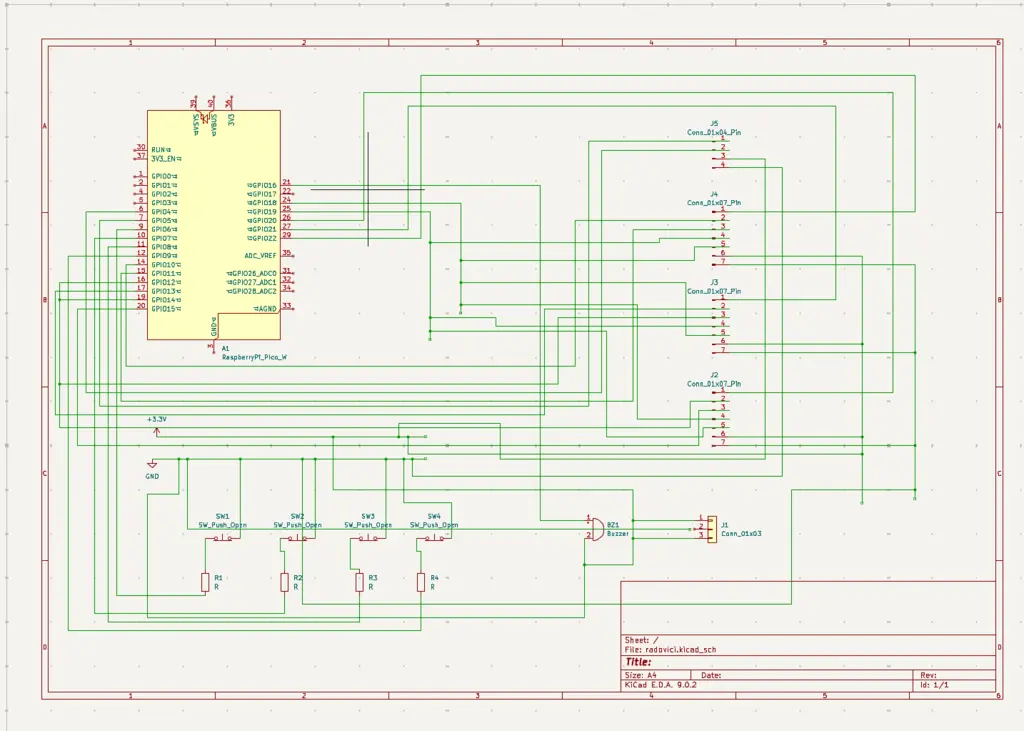 1 2 3 4 5 6
A A
39 40 36
VSYS VBUS 3V3
30 RUN
37 3V3_EN
1 GPIO0
2 GPIO1 GPIO16 21
4 GPIO2 GPIO17 22
5 GPIO3 GPIO18 24
6 GPIO4 GPIO19 25
7 GPIO5 GPIO20 26
9 GPIO6 GPIO21 27
10 GPIO7 GPIO22 29
11 GPIO8
12 GPIO9 ADC_VREF 35
14 GPIO10
15 GPIO11 GPIO26_ADC0 31
16 GPIO12 GPIO27_ADC1 32
17 GPIO13 GPIO28_ADC2 34
19 GPIO14
20 GPIO15 AGND 33
GND
3
A1
RaspberryPi_Pico_W
J5
Conn_01x04_Pin
1
2
3
4
J4
Conn_01x07_Pin
1
2
3
4
5
6
7
J3
Conn_01x07_Pin
1
2
3
4
5
6
7
B B
J2
Conn_01x07_Pin
1
2
3
4
5
6
7
+3.3V
GND
C C
SW1 SW2 SW3 SW4
SW_Push_Open SW_Push_Open SW_Push_Open SW_Push_Open
1 BZ1
2 Buzzer
1 J1
2 Conn_01x03
3
R1 R2 R3 R4
R R R R
D D
Sheet: /
File: radovici.kicad_sch
Title:
Size: A4 Date: Rev:
KiCad E.D.A. 9.0.2 Id: 1/1
1 2 3 4 5 6